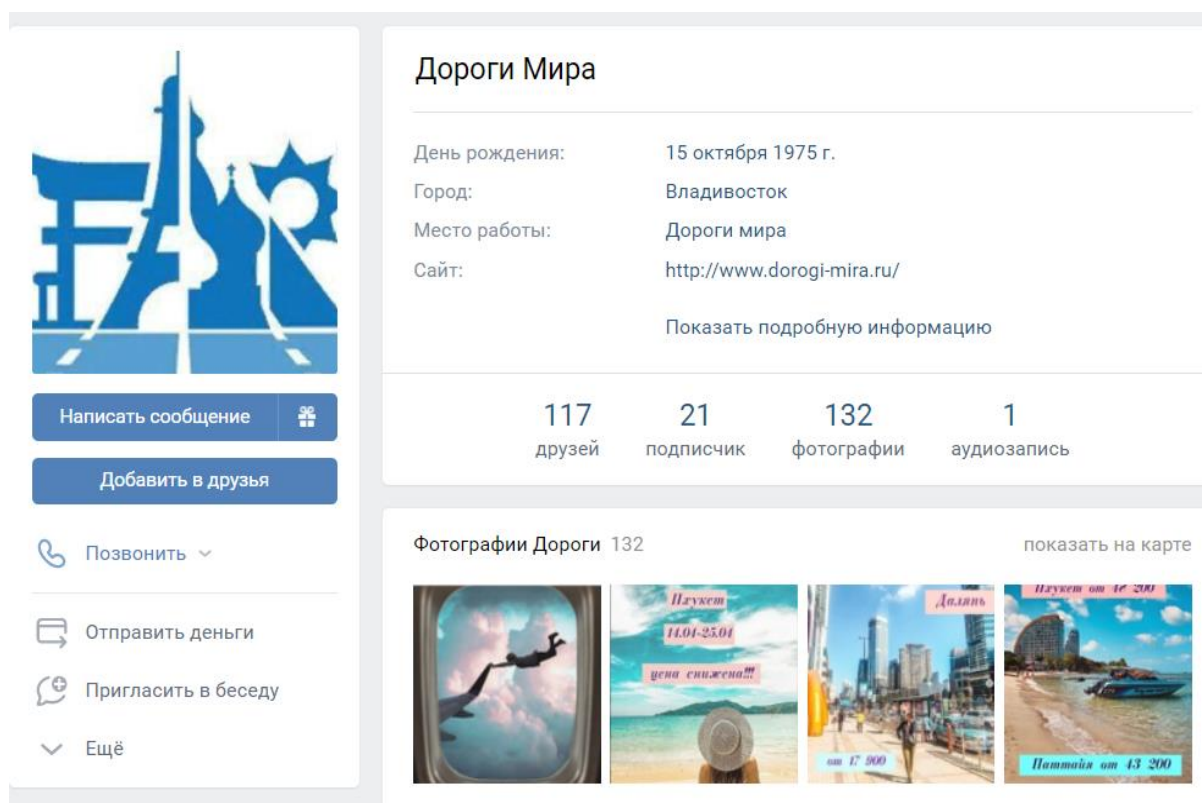 Дороги Мира
День рождения: 15 октября 1975 г.
Город: Владивосток
Место работы: Дороги мира
Сайт: http://www.dorogi-mira.ru/
Показать подробную информацию
117 друзей
21 подписчик
132 фотографии
1 аудиозапись
Написать сообщение
Добавить в друзья
Позвонить
Отправить деньги
Пригласить в беседу
Ещё
Фотографии Дороги 132
показать на карте
Пхукет
14.04-25.04
цена снижена!!!
Далянь
от 17 900
Пхукет от 200
Паттайя от 43 200